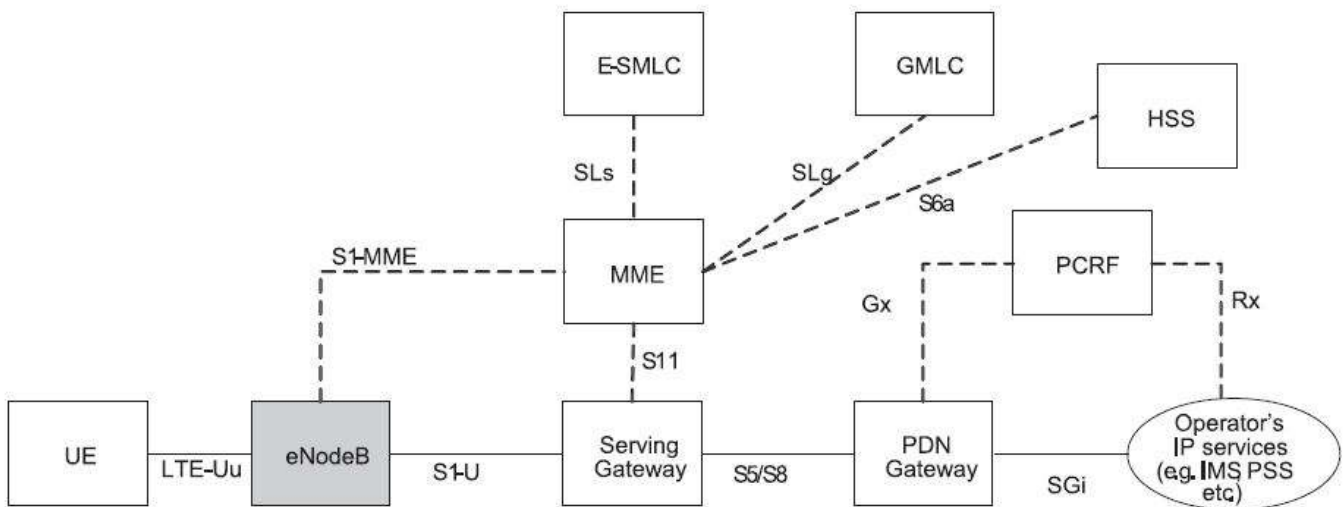 E-SMLC
GMLC
HSS
SLs
SLg
S6a
S1-MME
MME
PCRF
Gx
Rx
S11
UE
LTE-Uu
eNodeB
S1-U
Serving
Gateway
S5/S8
PDN
Gateway
SGi
Operator's
IP services
(e.g. IMS, PSS
etc.)